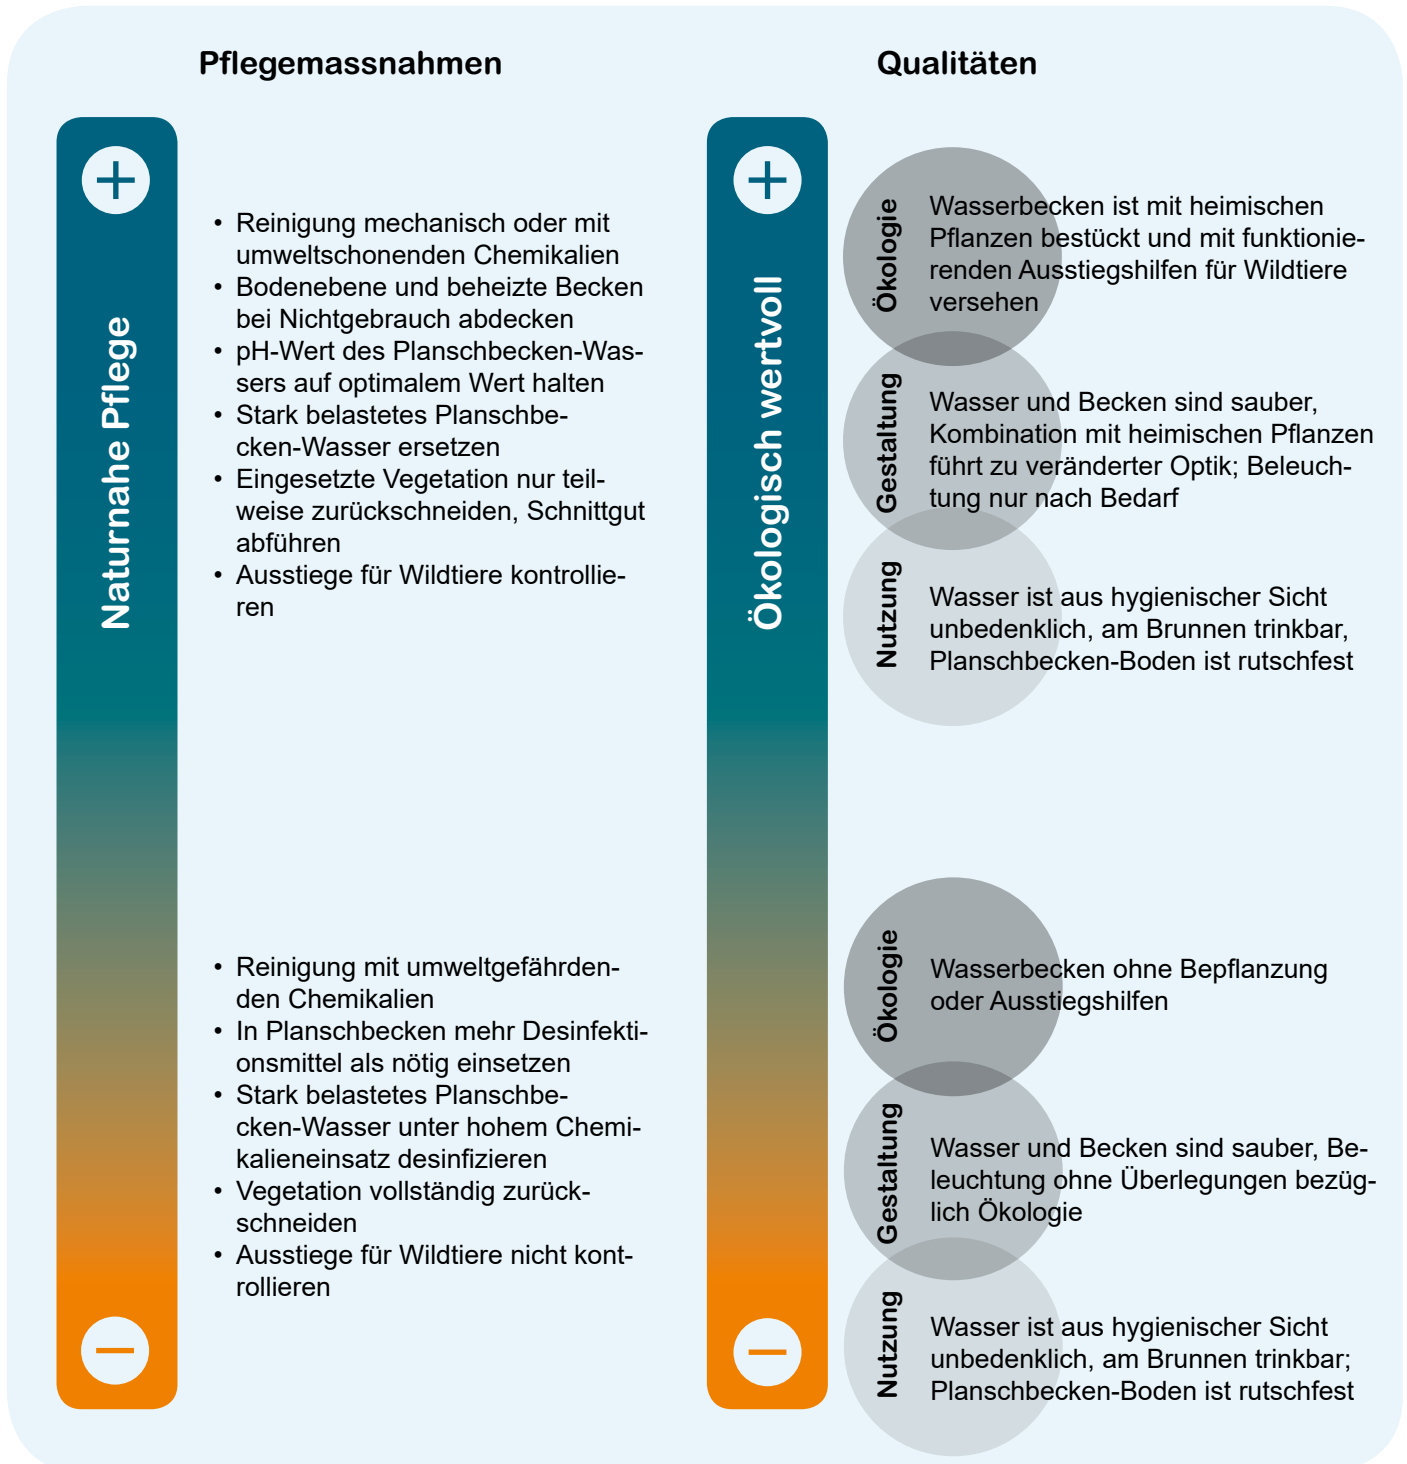 Pflegemassnahmen
Naturnahe Pflege
• Reinigung mechanisch oder mit
umweltschonenden Chemikalien
• Bodenebene und beheizte Becken
bei Nichtgebrauch abdecken
• pH-Wert des Planschbecken-Was-
sers auf optimalem Wert halten
• Stark belastetes Planschbe-
cken-Wasser ersetzen
• Eingesetzte Vegetation nur teil-
weise zurückschneiden, Schnittgut
abführen
• Ausstiege für Wildtiere kontrollie-
ren
• Reinigung mit umweltgefährden-
den Chemikalien
• In Planschbecken mehr Desinfekti-
onsmittel als nötig einsetzen
• Stark belastetes Planschbe-
cken-Wasser unter hohem Chemi-
kalieneinsatz desinfizieren
• Vegetation vollständig zurück-
schneiden
• Ausstiege für Wildtiere nicht kont-
rollieren
Qualitäten
Ökologisch wertvoll
Ökologie
Wasserbecken ist mit heimischen
Pflanzen bestückt und mit funktionie-
renden Ausstiegshilfen für Wildtiere
versehen
Gestaltung
Wasser und Becken sind sauber,
Kombination mit heimischen Pflanzen
führt zu veränderter Optik; Beleuch-
tung nur nach Bedarf
Nutzung
Wasser ist aus hygienischer Sicht
unbedenklich, am Brunnen trinkbar,
Planschbecken-Boden ist rutschfest
Ökologie
Wasserbecken ohne Bepflanzung
oder Ausstiegshilfen
Gestaltung
Wasser und Becken sind sauber, Be-
leuchtung ohne Überlegungen bezüg-
lich Ökologie
Nutzung
Wasser ist aus hygienischer Sicht
unbedenklich, am Brunnen trinkbar;
Planschbecken-Boden ist rutschfest